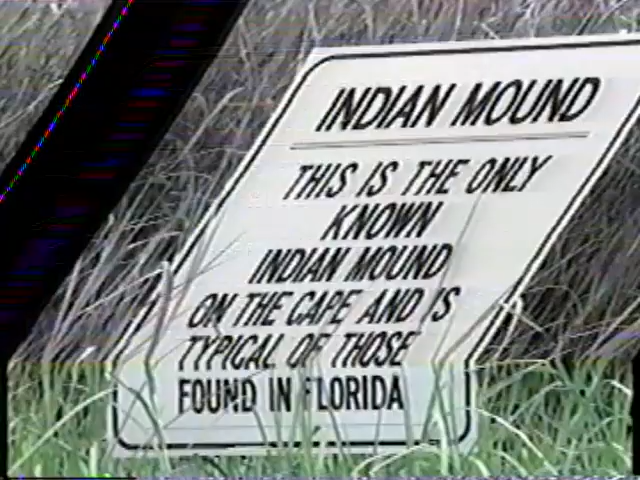 INDIAN MOUND
THIS IS THE ONLY
KNOWN
INDIAN MOUND
ON THE CAPE AND IS
TYPICAL OF THOSE
FOUND IN FLORIDA